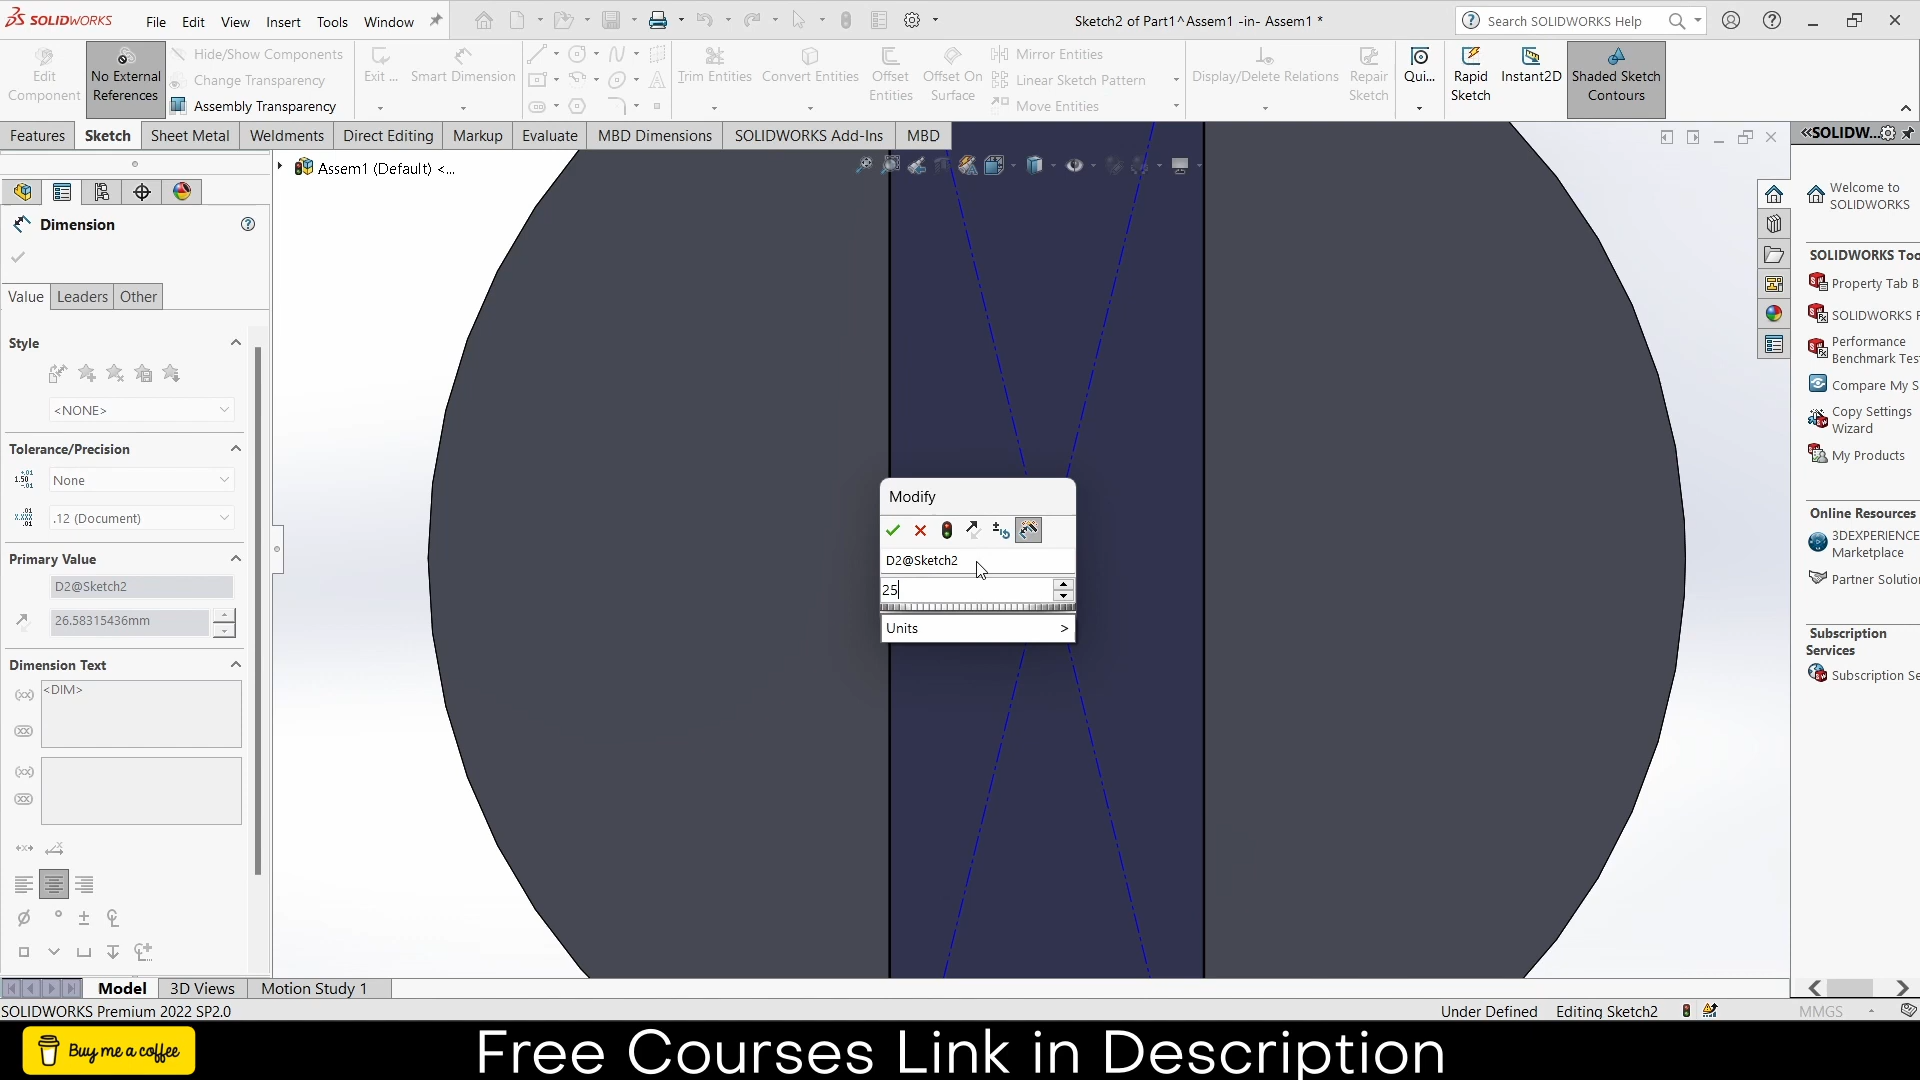 SOLIDWORKS File Edit View Insert Tools Window Sketch2 of Part1^Assem1 -in- Assem1 * Search SOLIDWORKS Help
Edit Component
No External References
Hide/Show Components
Change Transparency
Assembly Transparency
Exit ...
Smart Dimension
Trim Entities
Convert Entities
Offset Entities
Offset On Surface
Mirror Entities
Linear Sketch Pattern
Move Entities
Display/Delete Relations
Repair Sketch
Qui...
Rapid Sketch
Instant2D
Shaded Sketch Contours
Features Sketch Sheet Metal Weldments Direct Editing Markup Evaluate MBD Dimensions SOLIDWORKS Add-Ins MBD
SOLIDW...
Assem1 (Default) <...
Dimension
Value Leaders Other
Style
<NONE>
Tolerance/Precision
None
.12 (Document)
Primary Value
D2@Sketch2
26.58315436mm
Dimension Text
<DIM>
Modify
D2@Sketch2
25
Units >
Welcome to
SOLIDWORKS
SOLIDWORKS Too
Property Tab B
SOLIDWORKS F
Performance
Benchmark Tes
Compare My S
Copy Settings
Wizard
My Products
Online Resources
3DEXPERIENCE
Marketplace
Partner Solutio
Subscription
Services
Subscription Se
Model 3D Views Motion Study 1
SOLIDWORKS Premium 2022 SP2.0 Under Defined Editing Sketch2 MMGS
Buy me a coffee
Free Courses Link in Description